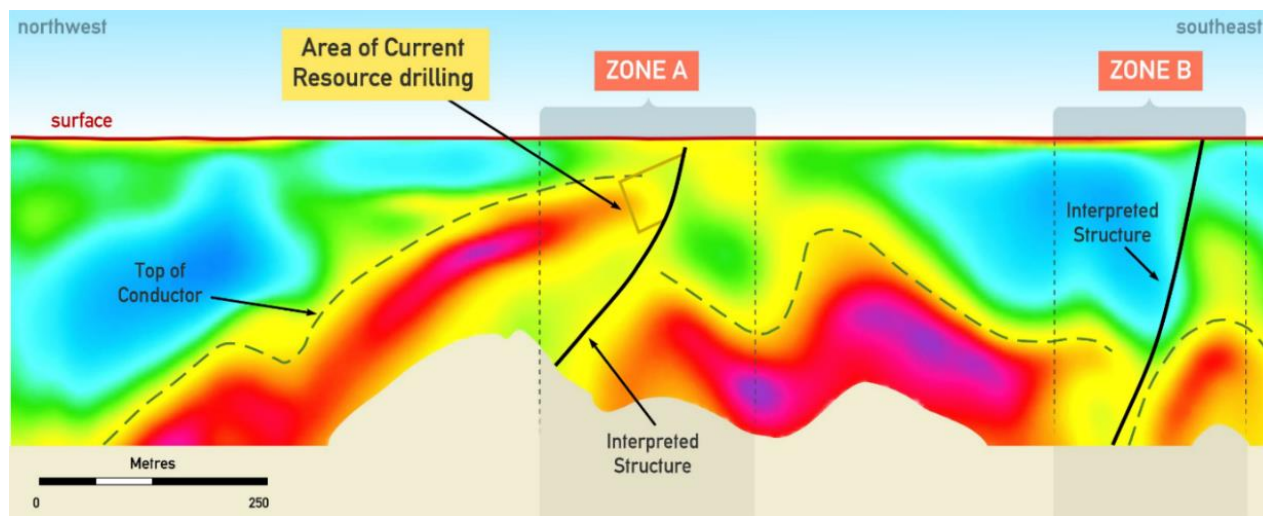 northwest
southeast
Area of Current
Resource drilling
ZONE A
ZONE B
surface
Interpreted
Structure
Top of
Conductor
Interpreted
Structure
Metres
0
250